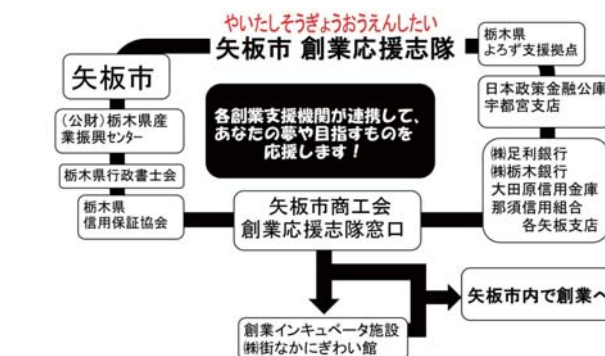 やいたしそうぎょうおうえんしたい
矢板市 創業応援志隊
矢板市
(公財)栃木県産
業振興センター
栃木県行政書士会
栃木県
信用保証協会
各創業支援機関が連携して、
あなたの夢や目指すものを
応援します！
栃木県
よろず支援拠点
日本政策金融公庫
宇都宮支店
㈱足利銀行
㈱栃木銀行
大田原信用金庫
那須信用組合
各矢板支店
矢板市商工会
創業応援志隊窓口
矢板市内で創業へ
創業インキュベータ施設
㈱街なかにぎわい館